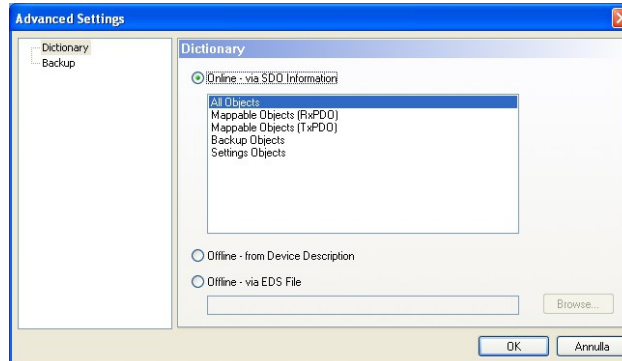 Advanced Settings
Dictionary
Backup
Dictionary
Online - via SDO Information
All Objects
Mappable Objects (RxPDO)
Mappable Objects (TxPDO)
Backup Objects
Settings Objects
Offline - from Device Description
Offline - via EDS File
Browse...
OK
Annulla